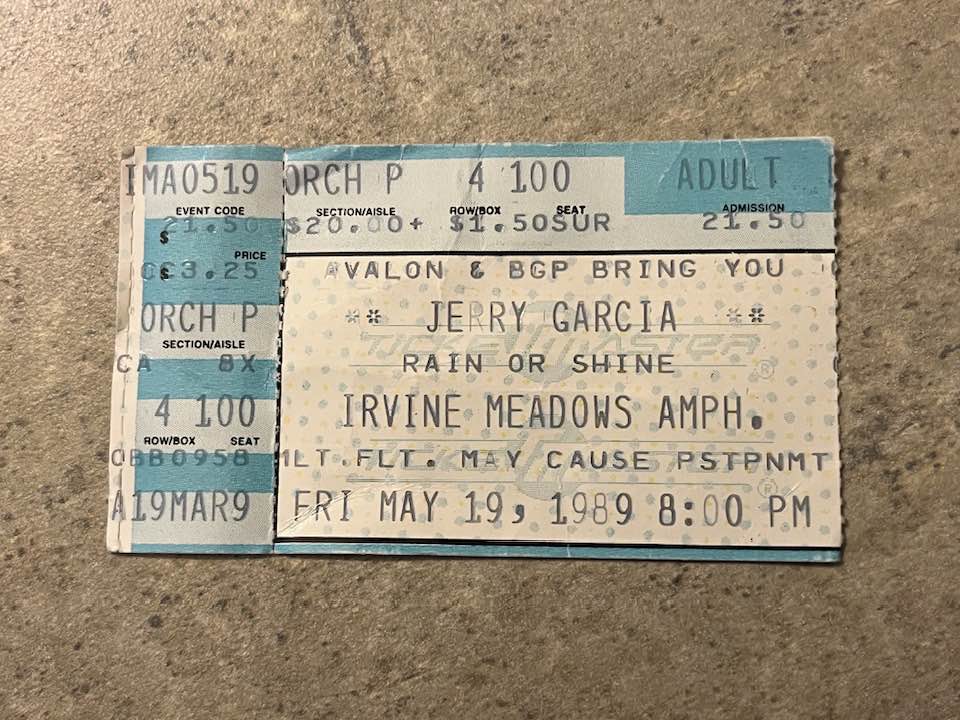 IMA0519
EVENT CODE
21.50
$
$
PRICE
CC3.25
ORCH P
SECTION/AISLE
CA 8X
4 100
ROW/BOX SEAT
OBB0958
A19MAR9
ORCH P 4 100 ADULT
SECTION/AISLE ROW/BOX SEAT ADMISSION
$20.00+ $1.50SUR 21.50
AVALON & BGP BRING YOU
** JERRY GARCIA **
TICKETMASTER
RAIN OR SHINE
IRVINE MEADOWS AMPH.
MLT.FLT. MAY CAUSE PSTPNMT
TICKETMASTER
FRI MAY 19, 1989 8:00 PM